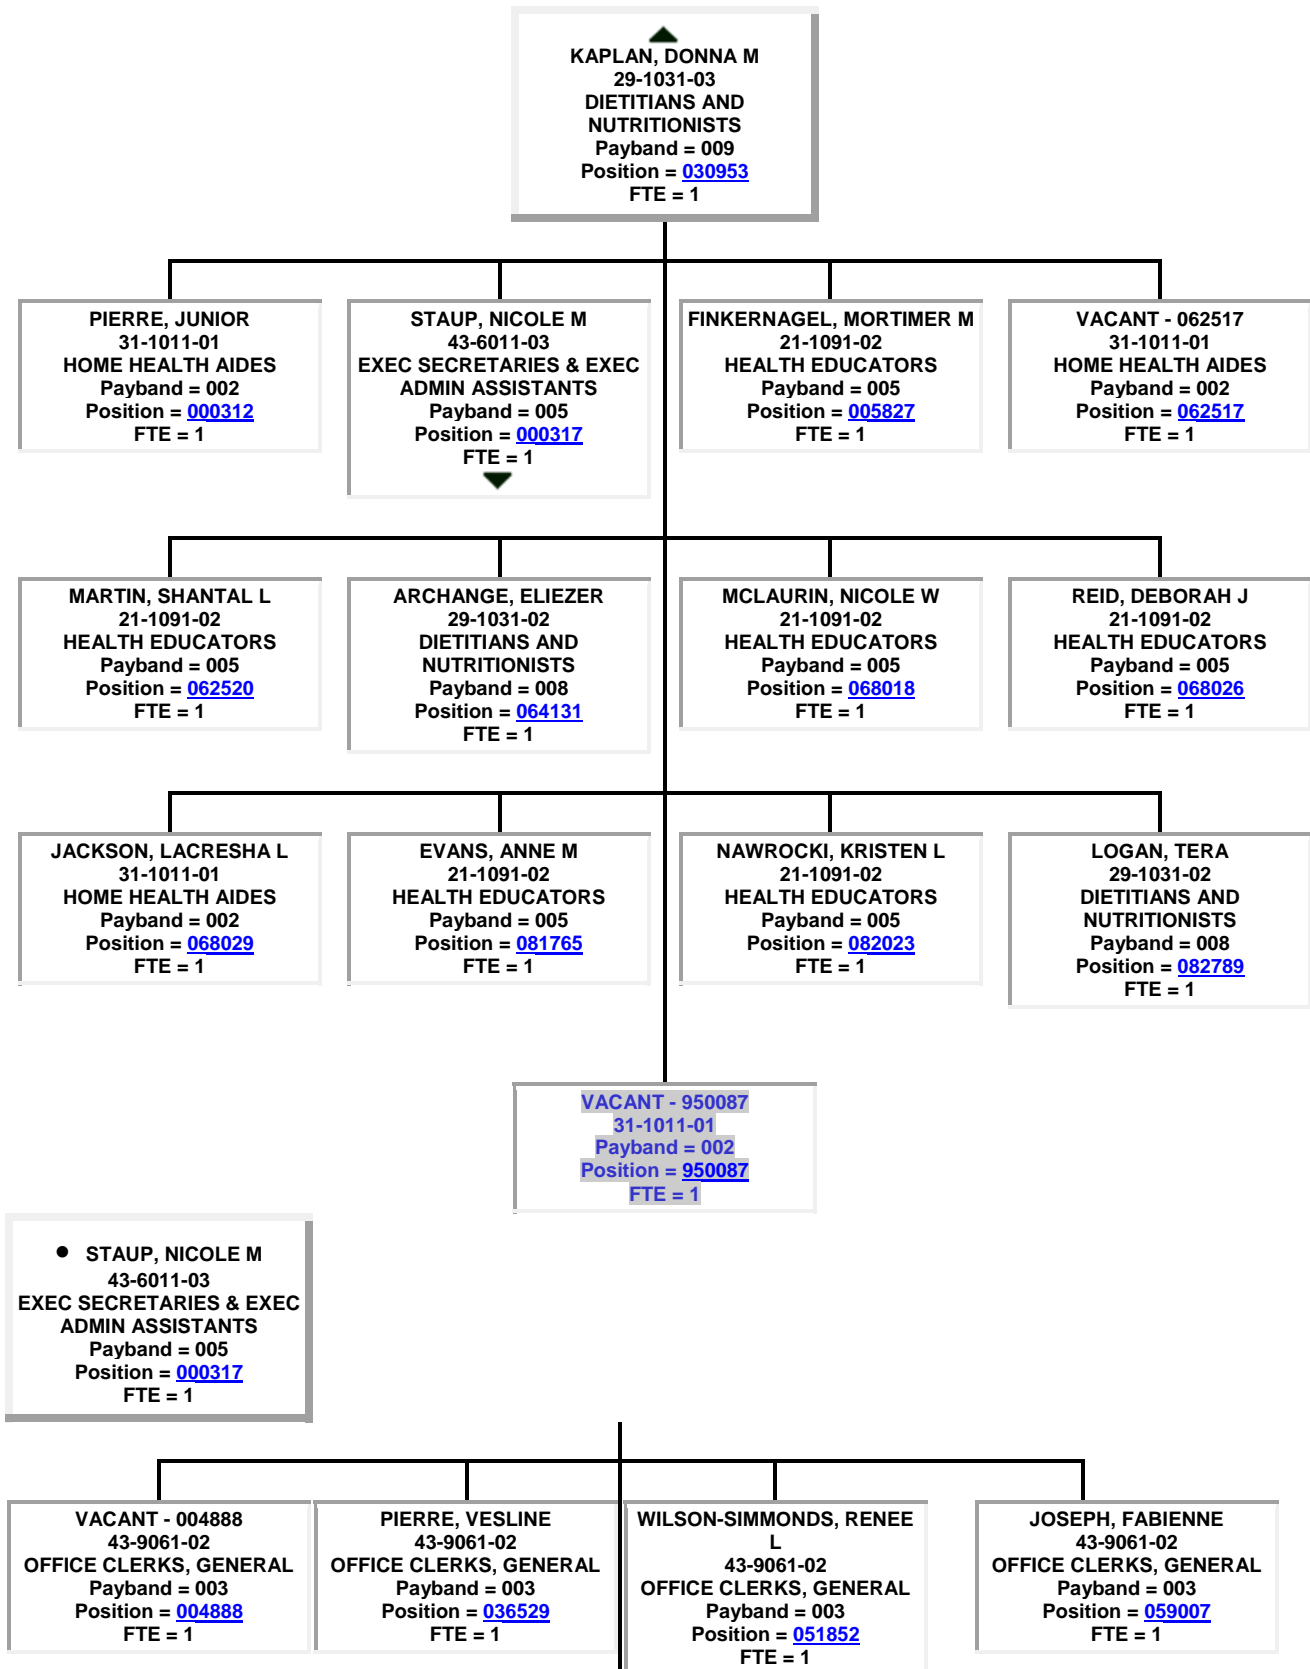 KAPLAN, DONNA M
29-1031-03
DIETITIANS AND
NUTRITIONISTS
Payband = 009
Position = 030953
FTE = 1
PIERRE, JUNIOR
31-1011-01
HOME HEALTH AIDES
Payband = 002
Position = 000312
FTE = 1
STAUP, NICOLE M
43-6011-03
EXEC SECRETARIES & EXEC
ADMIN ASSISTANTS
Payband = 005
Position = 000317
FTE = 1
FINKERNAGEL, MORTIMER M
21-1091-02
HEALTH EDUCATORS
Payband = 005
Position = 005827
FTE = 1
VACANT - 062517
31-1011-01
HOME HEALTH AIDES
Payband = 002
Position = 062517
FTE = 1
MARTIN, SHANTAL L
21-1091-02
HEALTH EDUCATORS
Payband = 005
Position = 062520
FTE = 1
ARCHANGE, ELIEZER
29-1031-02
DIETITIANS AND
NUTRITIONISTS
Payband = 008
Position = 064131
FTE = 1
MCLAURIN, NICOLE W
21-1091-02
HEALTH EDUCATORS
Payband = 005
Position = 068018
FTE = 1
REID, DEBORAH J
21-1091-02
HEALTH EDUCATORS
Payband = 005
Position = 068026
FTE = 1
JACKSON, LACRESHA L
31-1011-01
HOME HEALTH AIDES
Payband = 002
Position = 068029
FTE = 1
EVANS, ANNE M
21-1091-02
HEALTH EDUCATORS
Payband = 005
Position = 081765
FTE = 1
NAWROCKI, KRISTEN L
21-1091-02
HEALTH EDUCATORS
Payband = 005
Position = 082023
FTE = 1
LOGAN, TERA
29-1031-02
DIETITIANS AND
NUTRITIONISTS
Payband = 008
Position = 082789
FTE = 1
VACANT - 950087
31-1011-01
Payband = 002
Position = 950087
FTE = 1
• STAUP, NICOLE M
43-6011-03
EXEC SECRETARIES & EXEC
ADMIN ASSISTANTS
Payband = 005
Position = 000317
FTE = 1
VACANT - 004888
43-9061-02
OFFICE CLERKS, GENERAL
Payband = 003
Position = 004888
FTE = 1
PIERRE, VESLINE
43-9061-02
OFFICE CLERKS, GENERAL
Payband = 003
Position = 036529
FTE = 1
WILSON-SIMMONDS, RENEE
L
43-9061-02
OFFICE CLERKS, GENERAL
Payband = 003
Position = 051852
FTE = 1
JOSEPH, FABIENNE
43-9061-02
OFFICE CLERKS, GENERAL
Payband = 003
Position = 059007
FTE = 1